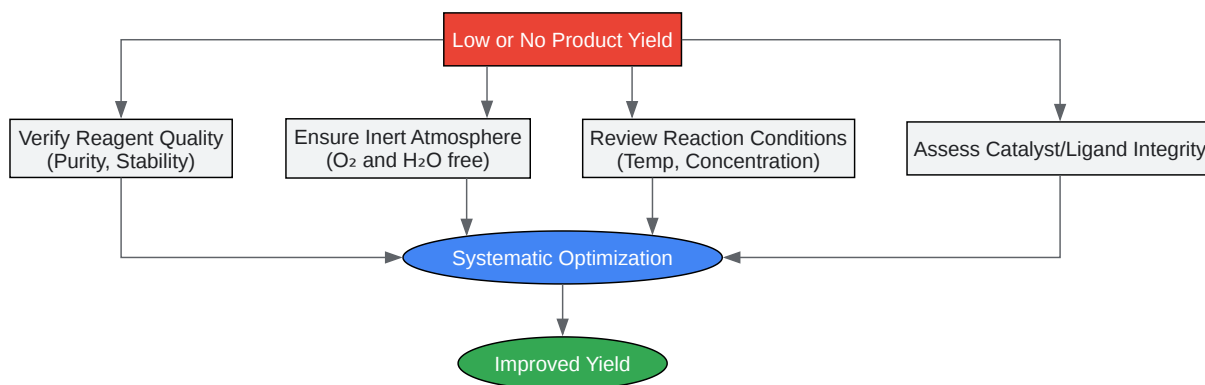 Low or No Product Yield
Verify Reagent Quality
(Purity, Stability)
Ensure Inert Atmosphere
(O₂ and H₂O free)
Review Reaction Conditions
(Temp, Concentration)
Assess Catalyst/Ligand Integrity
Systematic Optimization
Improved Yield